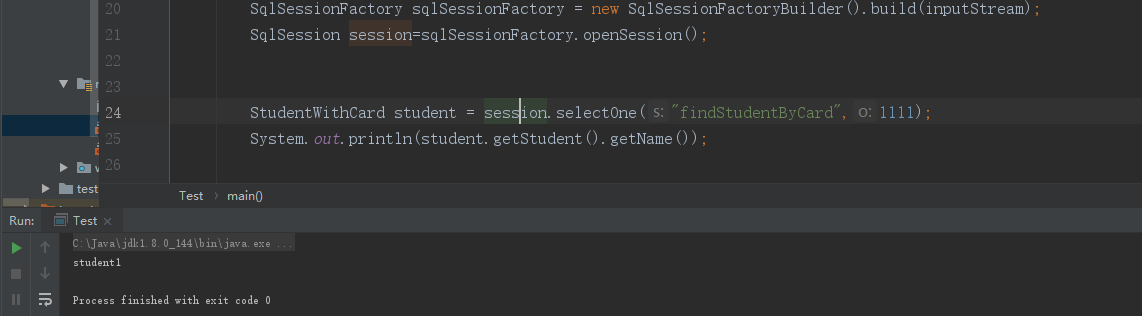 20 SqlSessionFactory sqlSessionFactory = new SqlSessionFactoryBuilder().build(inputStream);
21 SqlSession session=sqlSessionFactory.openSession();
22
23
24 StudentWithCard student = session.selectOne( s: "findStudentByCard", o: 1111);
25 System.out.println(student.getStudent().getName());
26
test
Test > main()
Run: Test ×
C:\Java\jdk1.8.0_144\bin\java.exe ...
student1
Process finished with exit code 0